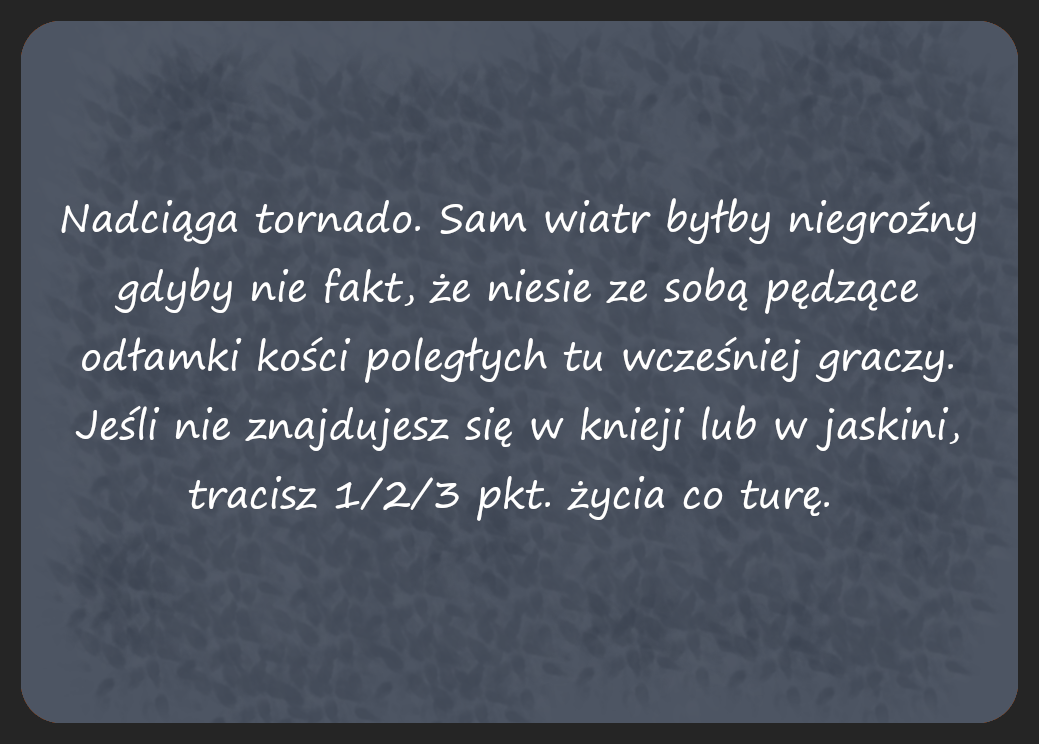 Nadciąga tornado. Sam wiatr byłby niegroźny
gdyby nie fakt, że niesie ze sobą pędzące
odłamki kości poległych tu wcześniej graczy.
Jeśli nie znajdujesz się w knieji lub w jaskini,
tracisz 1/2/3 pkt. życia co turę.